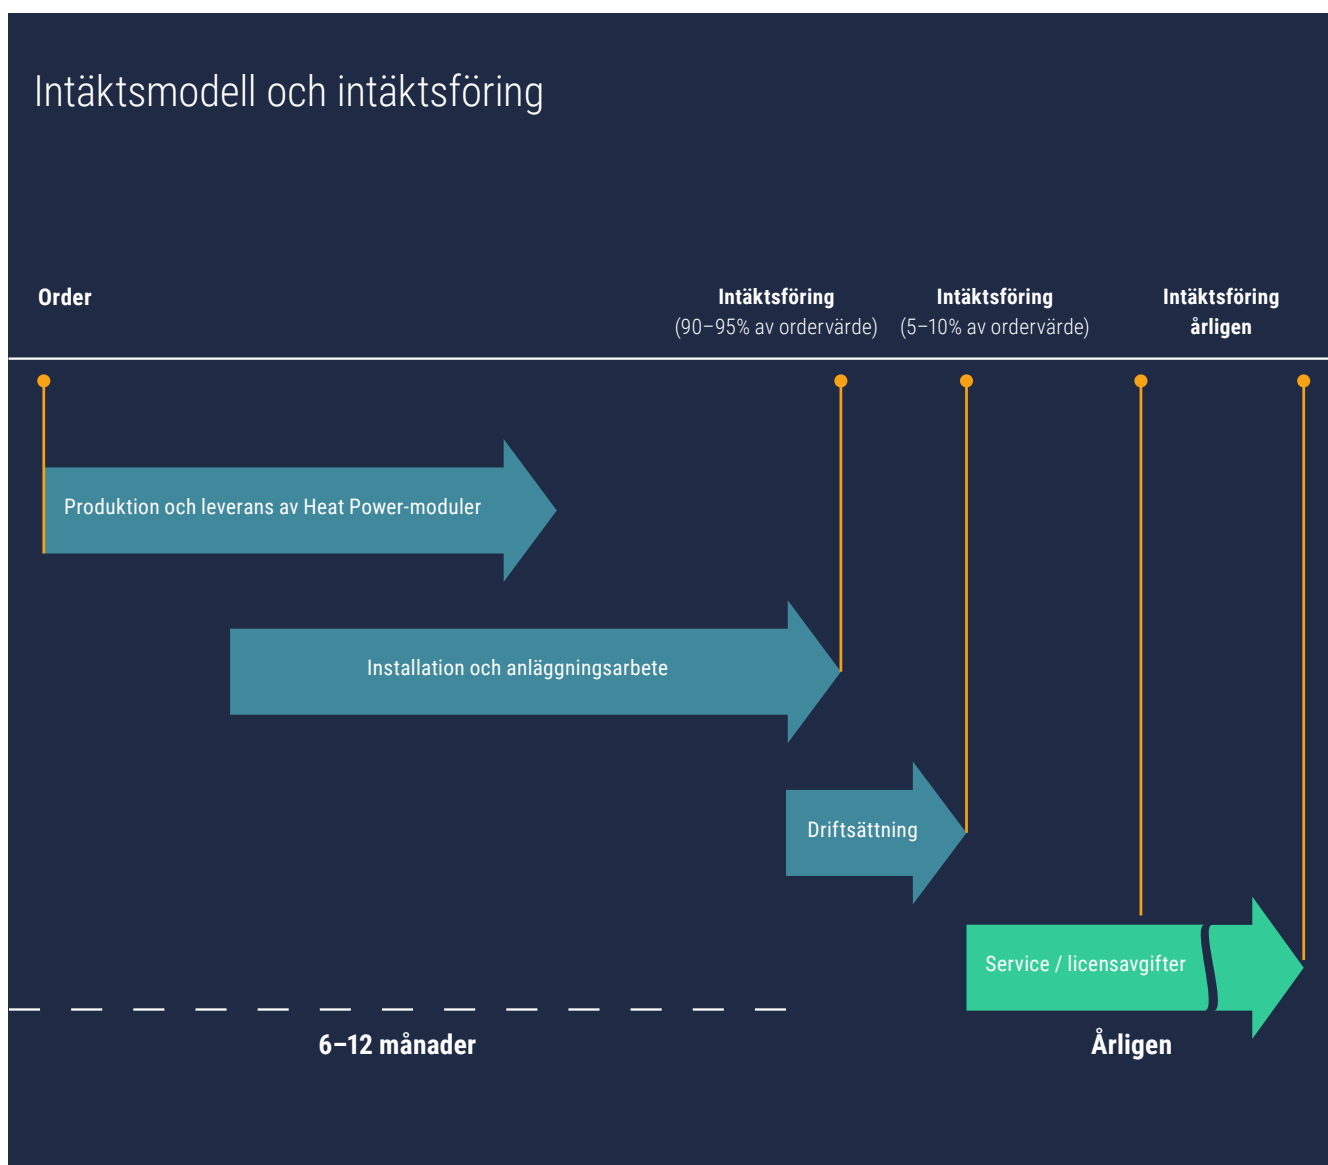 Intäktsmodell och intäktsföring
Order
Intäktsföring
(90–95% av ordervärde)
Intäktsföring
(5–10% av ordervärde)
Intäktsföring
årligen
Produktion och leverans av Heat Power-moduler
Installation och anläggningsarbete
Driftsättning
Service / licensavgifter
6–12 månader
Årligen